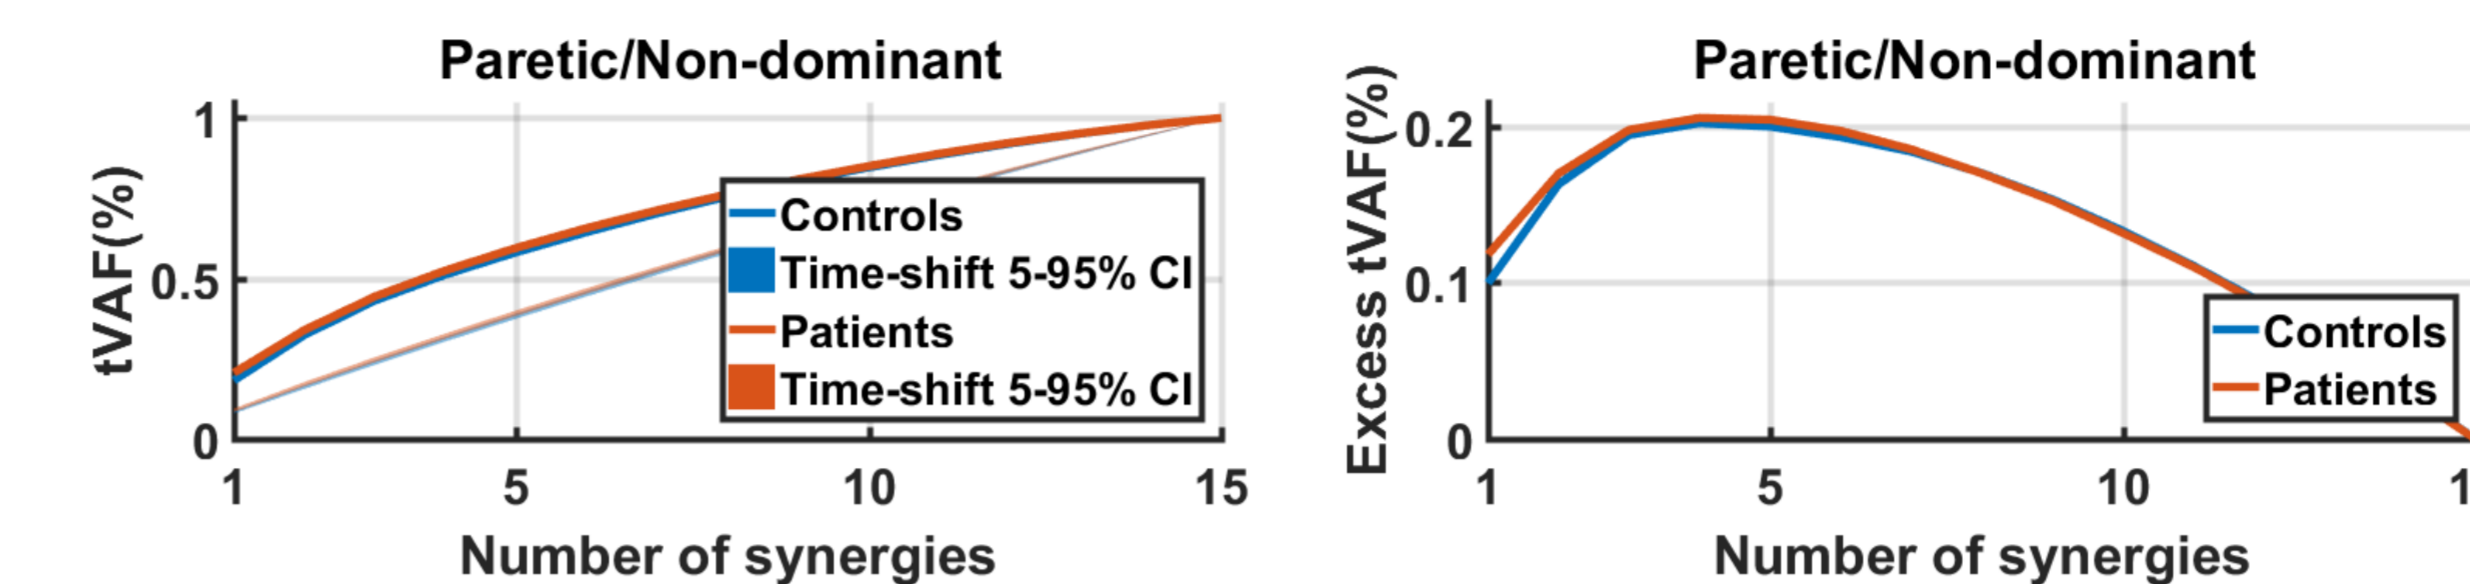 Paretic/Non-dominant
tVAF(%)
1
0.5
0
Controls
Time-shift 5-95% CI
Patients
Time-shift 5-95% CI
1 5 10 15
Number of synergies
Paretic/Non-dominant
Excess tVAF(%)
0.2
0.1
0
Controls
Patients
1 5 10 1
Number of synergies